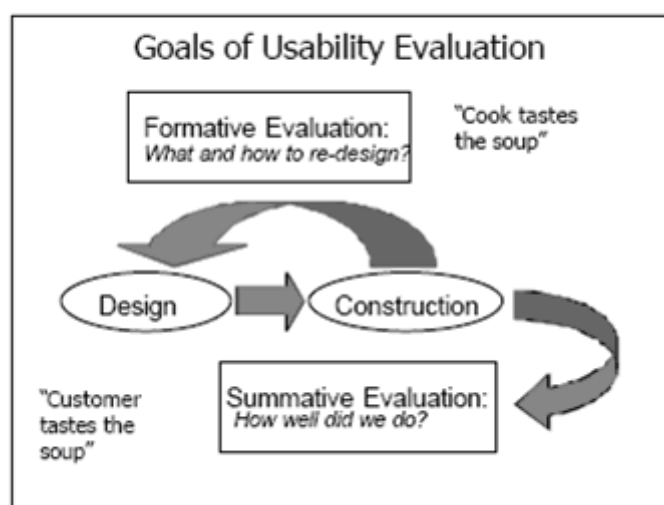 Goals of Usability Evaluation
Formative Evaluation:
What and how to re-design?
"Cook tastes
the soup"
Design
Construction
Summative Evaluation:
How well did we do?
"Customer
tastes the
soup"